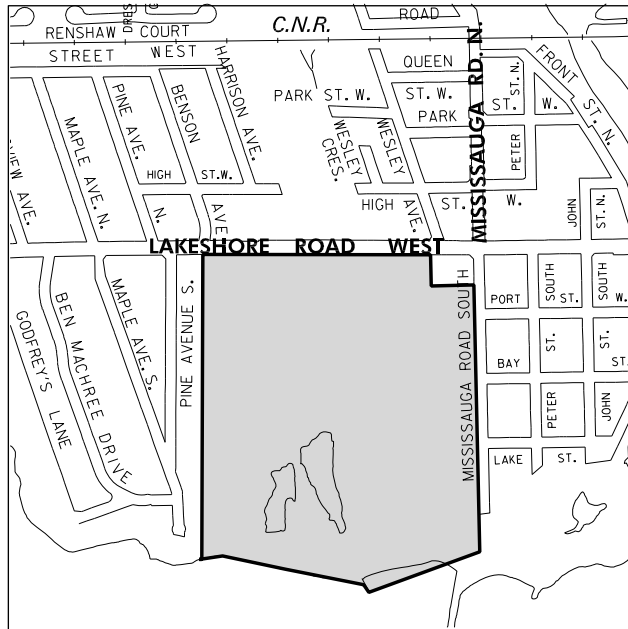 RENSHAW COURT
DRES
C.N.R.
ROAD
STREET WEST
QUEEN
FRONT ST. N.
HARRISON AVE.
BENSON AVE.
PINE AVE. N.
MAPLE AVE. N.
VIEW AVE.
PARK ST. W.
ST. W.
PARK ST. W.
ST. N.
PETER
WESLEY CRES.
WESLEY AVE.
MISSISSAUGA RD. N.
HIGH ST. W.
HIGH ST. W.
JOHN ST. N.
LAKESHORE ROAD WEST
PINE AVENUE S.
MAPLE AVE. S.
BEN MACHREE DRIVE
GODFREY'S LANE
MISSISSAUGA ROAD SOUTH
PORT ST. W.
SOUTH
SOUTH
BAY ST.
ST.
ST.
PETER
JOHN
LAKE ST.